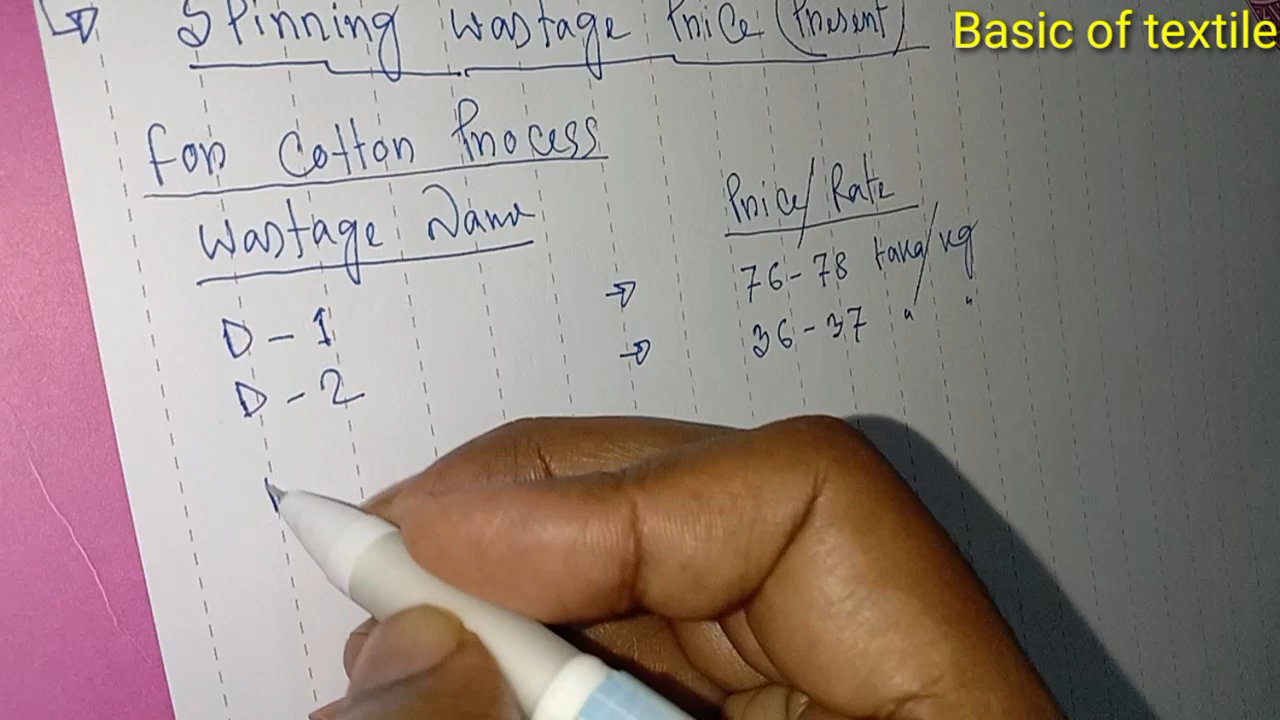 Spinning Wastage Price (Present)
Basic of textile
For Cotton Process
Wastage Name
Price/Rate
D-1 → 76-78 taka/kg
D-2 → 36-37 " "